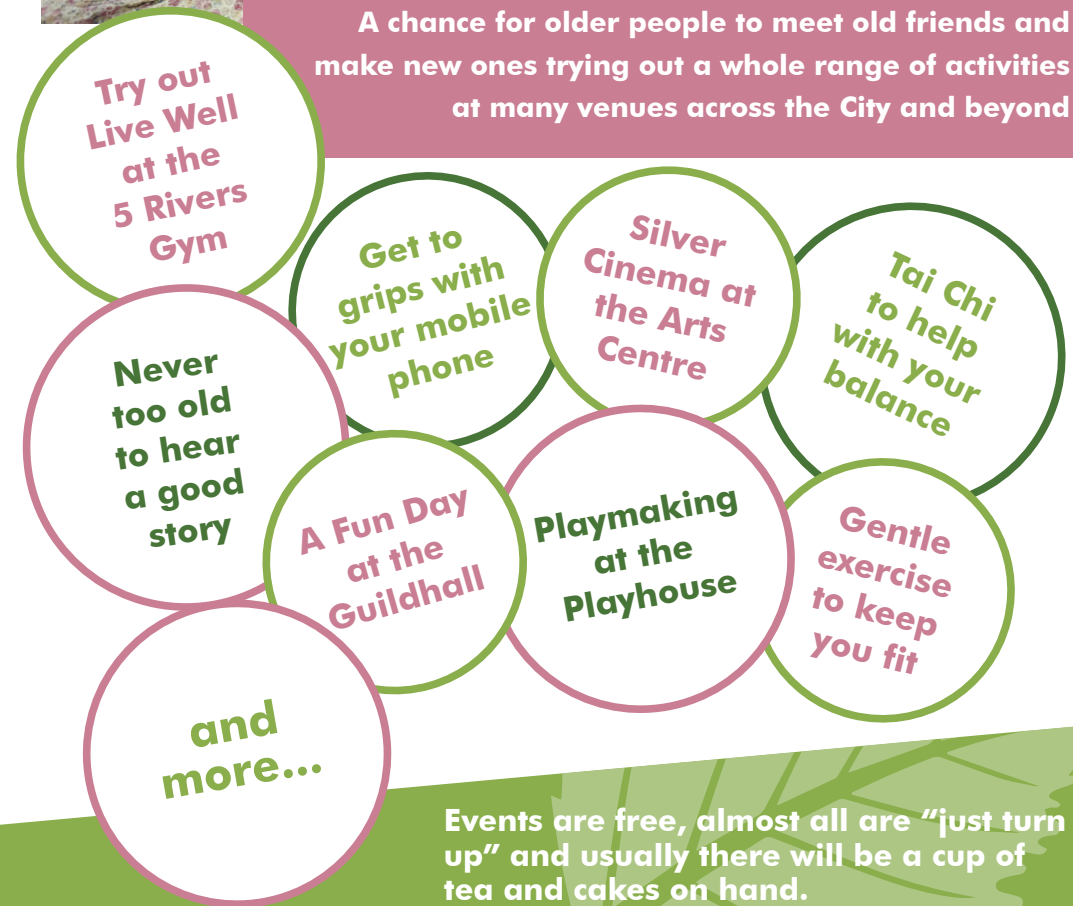 A chance for older people to meet old friends and
make new ones trying out a whole range of activities
at many venues across the City and beyond
Try out
Live Well
at the
5 Rivers
Gym
Get to
grips with
your mobile
phone
Silver
Cinema at
the Arts
Centre
Tai Chi
to help
with your
balance
Never
too old
to hear
a good
story
A Fun Day
at the
Guildhall
Playmaking
at the
Playhouse
Gentle
exercise
to keep
you fit
and
more...
Events are free, almost all are “just turn
up” and usually there will be a cup of
tea and cakes on hand.